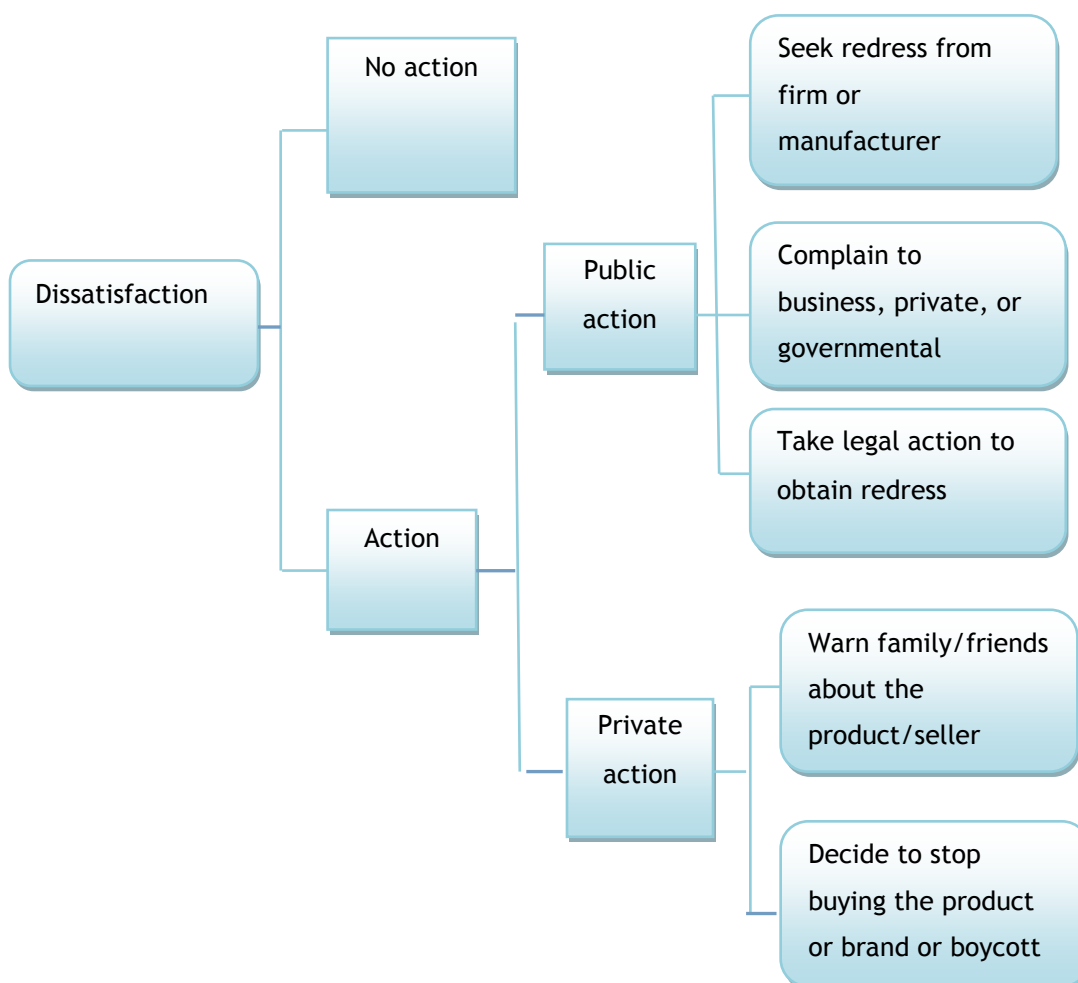 No action
Seek redress from
firm or
manufacturer
Dissatisfaction
Public
action
Complain to
business, private, or
governmental
Take legal action to
obtain redress
Action
Private
action
Warn family/friends
about the
product/seller
Decide to stop
buying the product
or brand or boycott